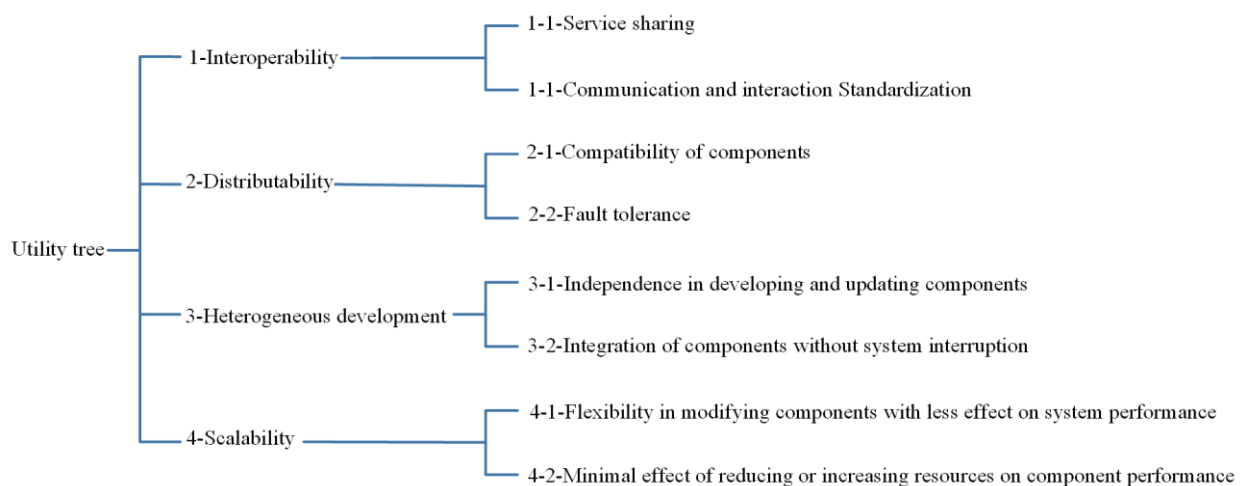 Utility tree
1-Interoperability
1-1-Service sharing
1-1-Communication and interaction Standardization
2-Distributability
2-1-Compatibility of components
2-2-Fault tolerance
3-Heterogeneous development
3-1-Independence in developing and updating components
3-2-Integration of components without system interruption
4-Scalability
4-1-Flexibility in modifying components with less effect on system performance
4-2-Minimal effect of reducing or increasing resources on component performance